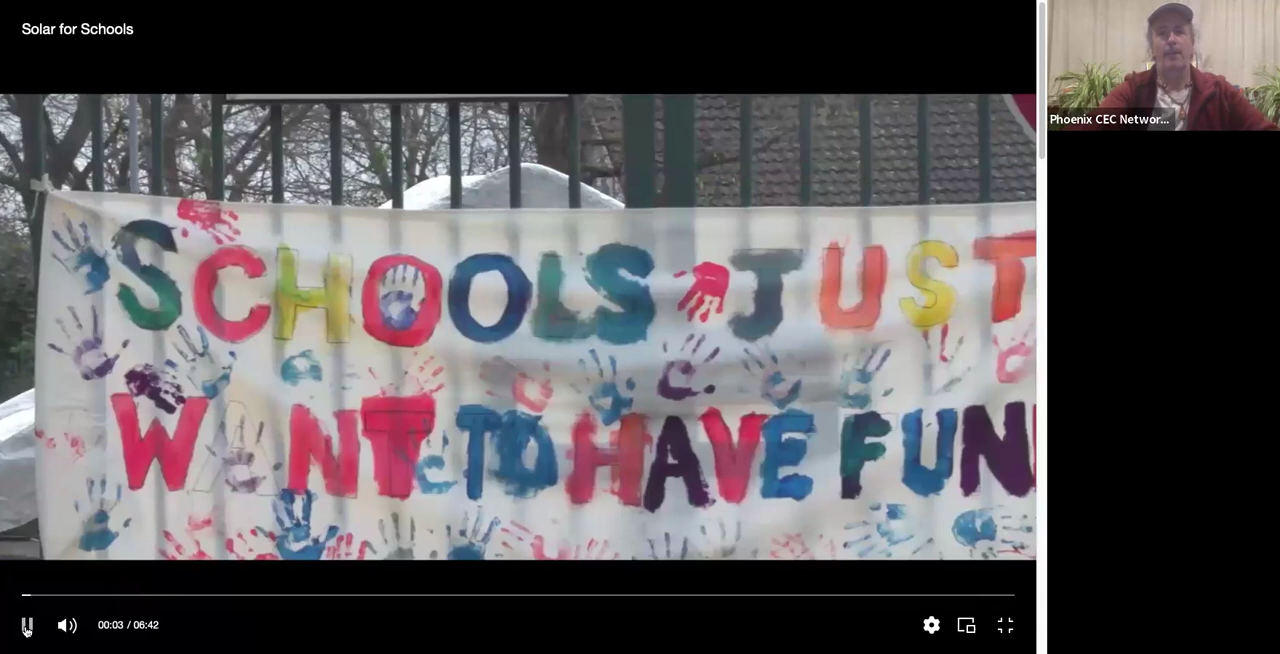 Solar for Schools
Phoenix CEC Networ...
SCHOOLS JUST
WANT TO HAVE FUN
00:03 / 06:42